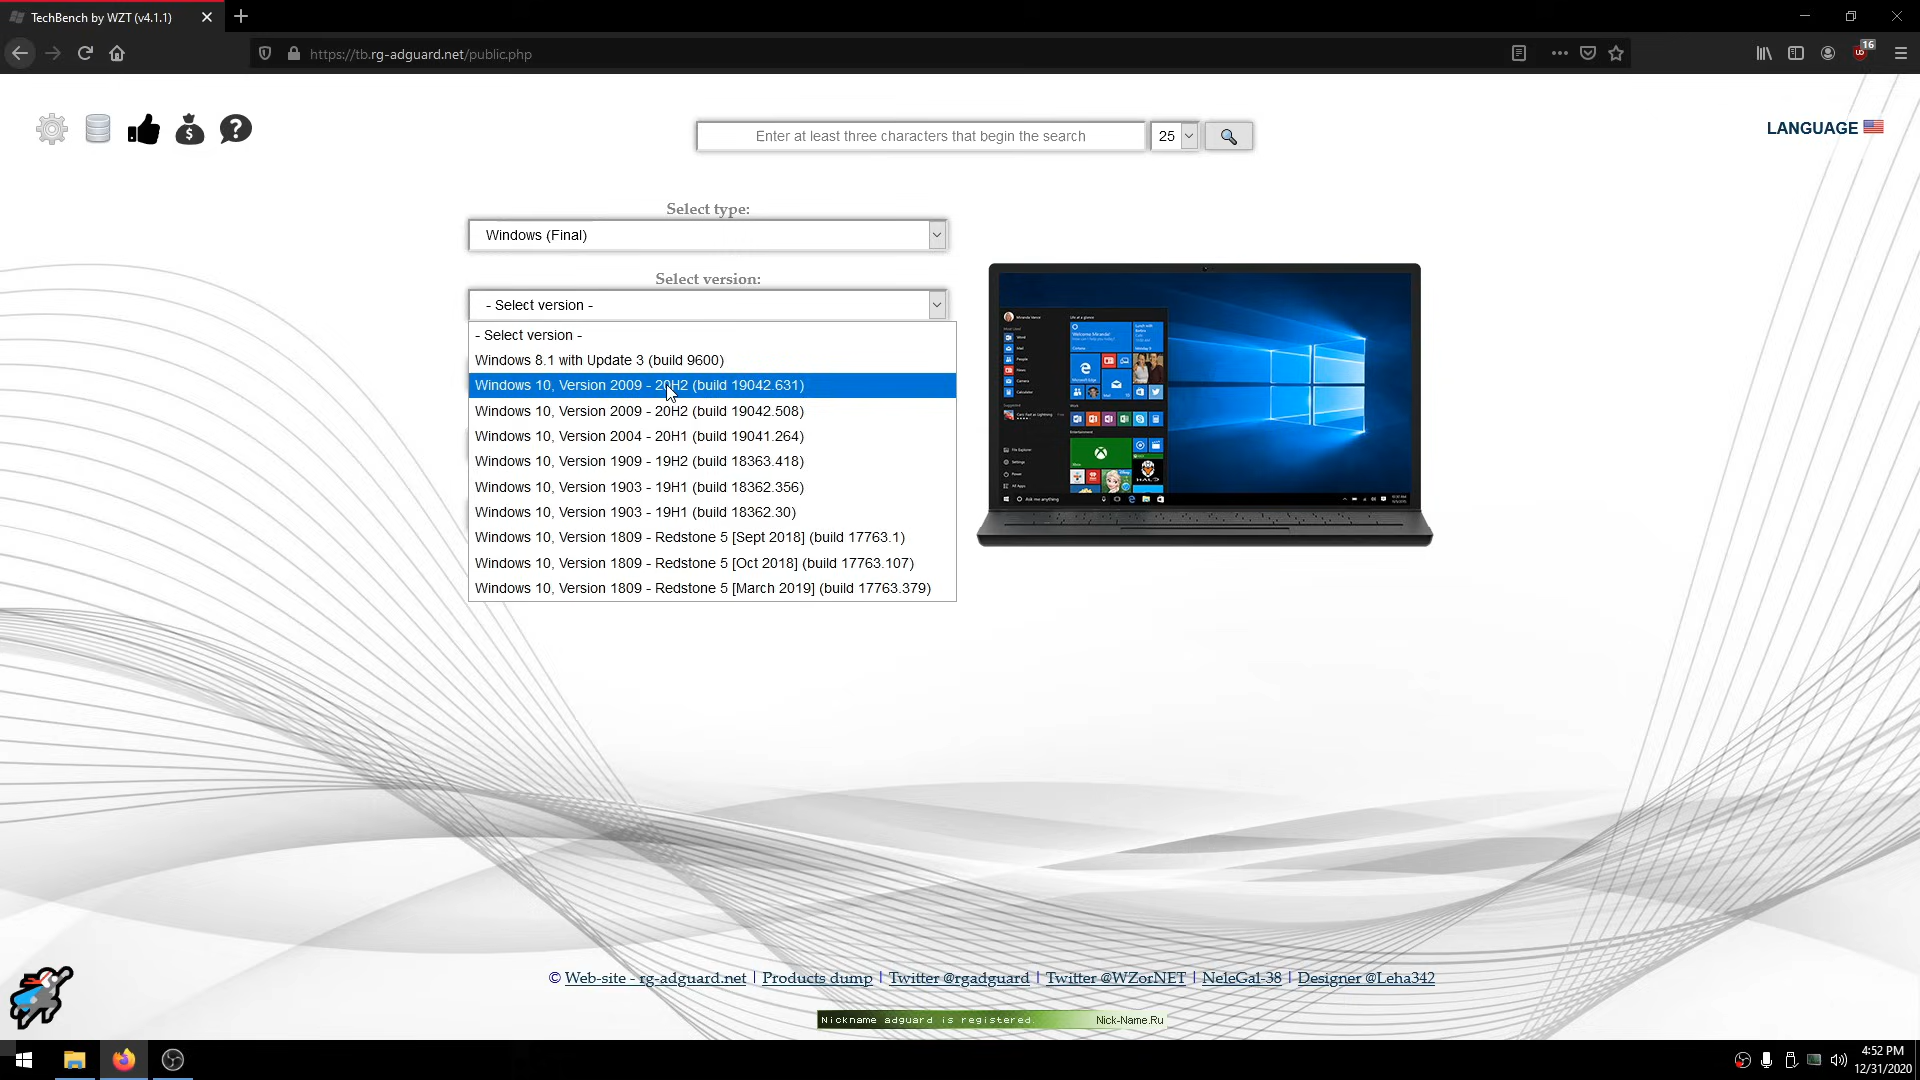 TechBench by WZT (v4.1.1)
https://tb.rg-adguard.net/public.php
16
Enter at least three characters that begin the search
25
LANGUAGE
Select type:
Windows (Final)
Select version:
- Select version -
- Select version -
Windows 8.1 with Update 3 (build 9600)
Windows 10, Version 2009 - 20H2 (build 19042.631)
Windows 10, Version 2009 - 20H2 (build 19042.508)
Windows 10, Version 2004 - 20H1 (build 19041.264)
Windows 10, Version 1909 - 19H2 (build 18363.418)
Windows 10, Version 1903 - 19H1 (build 18362.356)
Windows 10, Version 1903 - 19H1 (build 18362.30)
Windows 10, Version 1809 - Redstone 5 [Sept 2018] (build 17763.1)
Windows 10, Version 1809 - Redstone 5 [Oct 2018] (build 17763.107)
Windows 10, Version 1809 - Redstone 5 [March 2019] (build 17763.379)
© Web-site - rg-adguard.net | Products dump | Twitter @rgadguard | Twitter @WZorNET | NeleGal-38 | Designer @Leha342
Nickname adguard is registered. Nick-Name.Ru
4:52 PM
12/31/2020